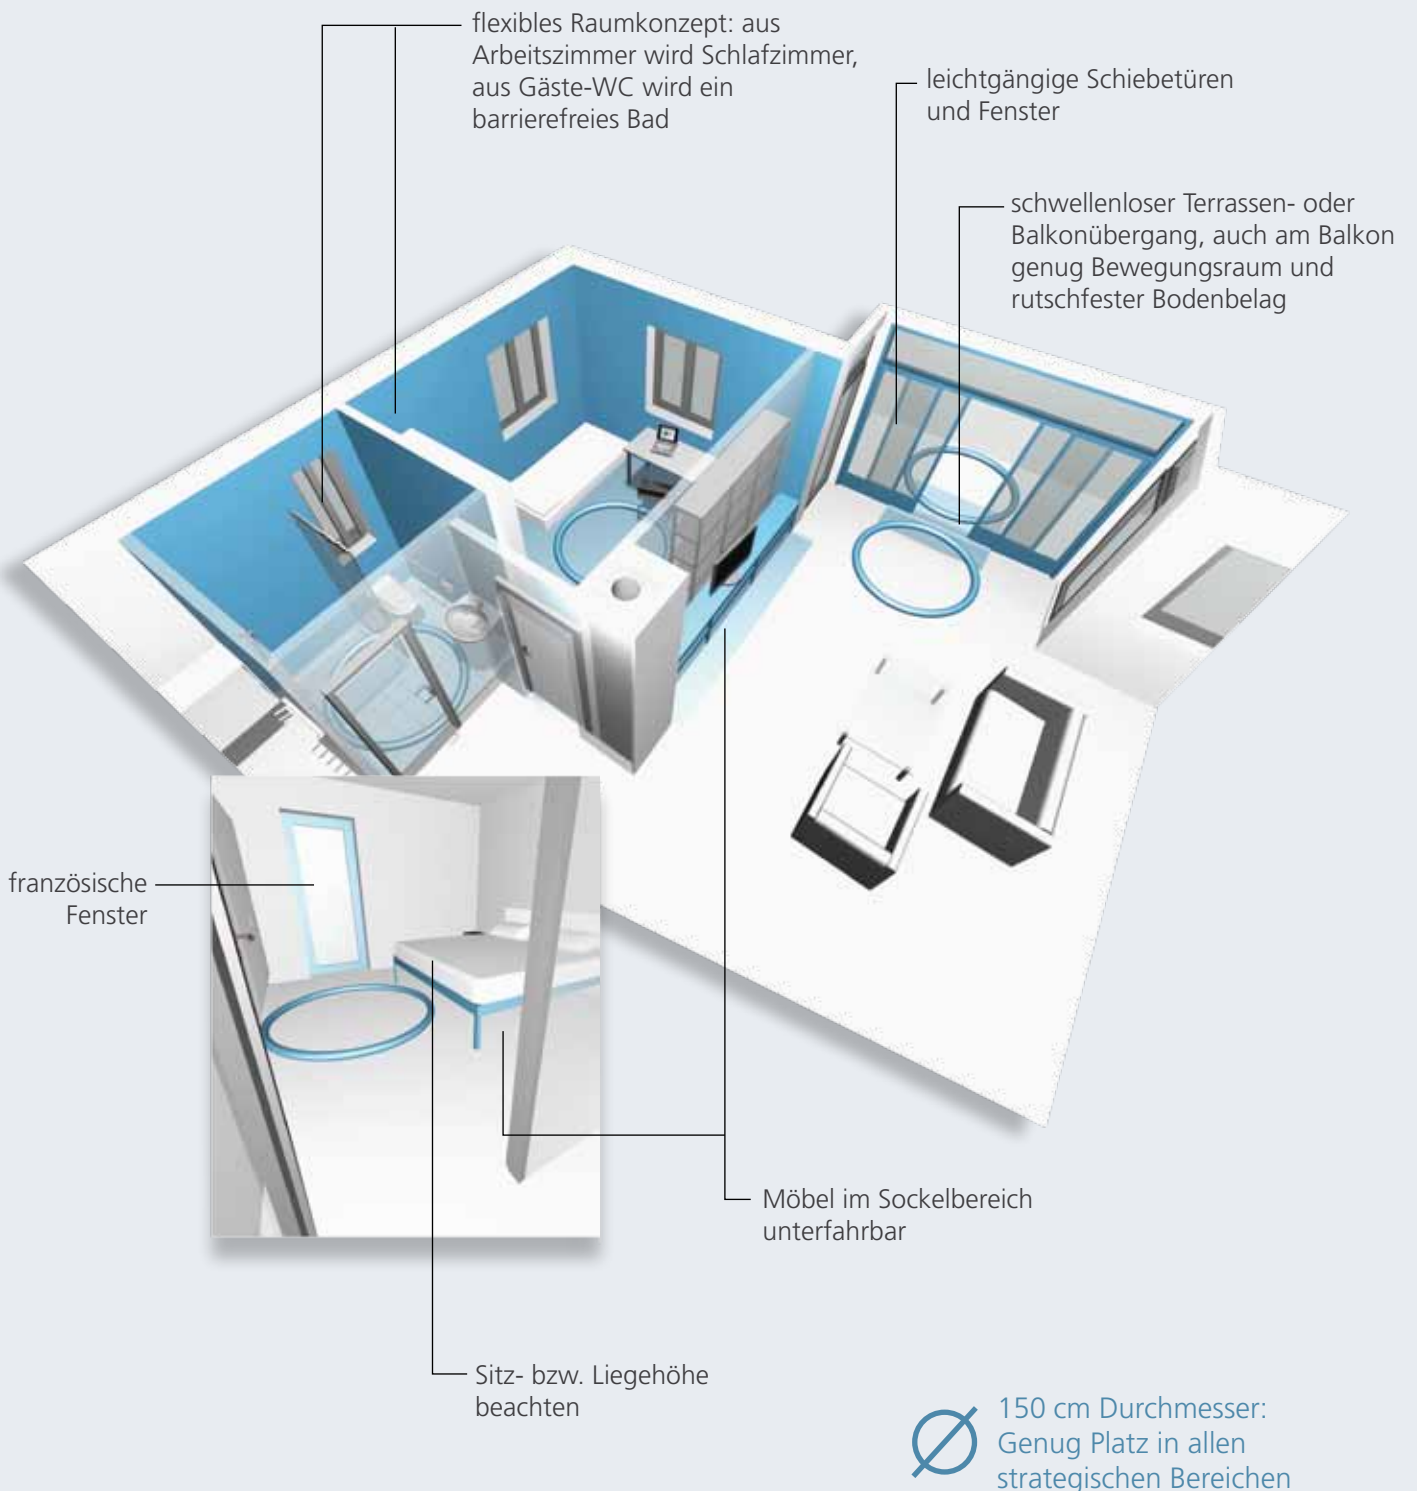 flexibles Raumkonzept: aus
Arbeitszimmer wird Schlafzimmer,
aus Gäste-WC wird ein
barrierefreies Bad
leichtgängige Schiebetüren
und Fenster
schwellenloser Terrassen- oder
Balkonübergang, auch am Balkon
genug Bewegungsraum und
rutschfester Bodenbelag
französische
Fenster
Möbel im Sockelbereich
unterfahrbar
Sitz- bzw. Liegehöhe
beachten
150 cm Durchmesser:
Genug Platz in allen
strategischen Bereichen